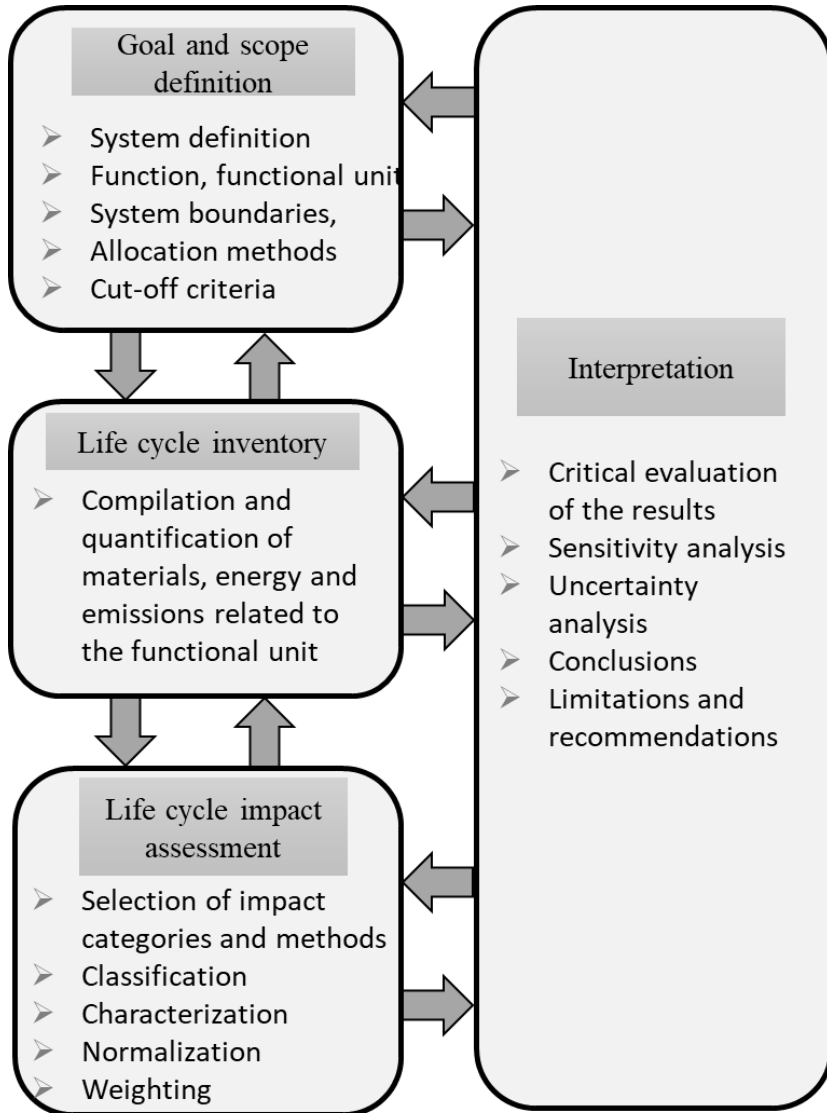 Goal and scope
definition
System definition
Function, functional unit
System boundaries,
Allocation methods
Cut-off criteria
Life cycle inventory
Compilation and
quantification of
materials, energy and
emissions related to
the functional unit
Life cycle impact
assessment
Selection of impact
categories and methods
Classification
Characterization
Normalization
Weighting
Interpretation
Critical evaluation
of the results
Sensitivity analysis
Uncertainty
analysis
Conclusions
Limitations and
recommendations